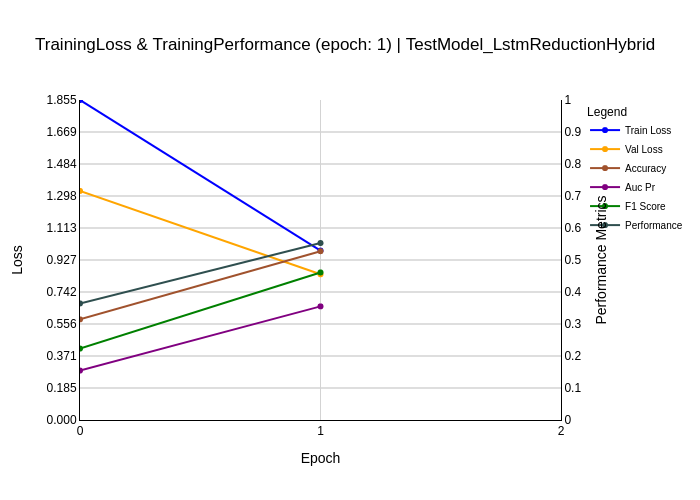 TrainingLoss & TrainingPerformance (epoch: 1) | TestModel_LstmReductionHybrid
1.855
1.669
1.484
1.298
1.113
0.927
0.742
0.556
0.371
0.185
0.000
Loss
0
1
2
Epoch
1
0.9
0.8
0.7
0.6
0.5
0.4
0.3
0.2
0.1
0
Performance Metrics
Legend
Train Loss
Val Loss
Accuracy
Auc Pr
F1 Score
Performance